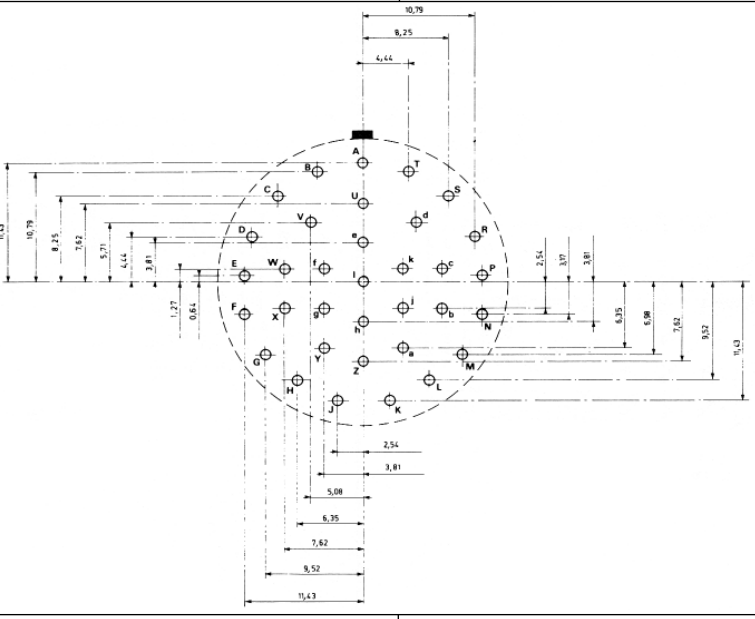 10,79
8,25
4,44
A
B
T
C
S
U
V
d
D
R
e
E
W
f
k
c
P
I
F
X
g
j
b
N
h
Y
a
G
M
Z
H
L
J
K
10,79
8,25
7,62
5,71
4,44
3,81
1,27
0,64
2,54
3,17
3,81
6,35
6,98
7,62
9,52
11,43
2,54
3,81
5,08
6,35
7,62
9,52
11,43